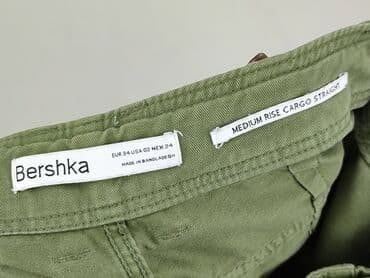 Bershka
EUR 34 USA 02 MEX 24
MADE IN BANGLADESH
MEDIUM RISE CARGO STRAIGHT